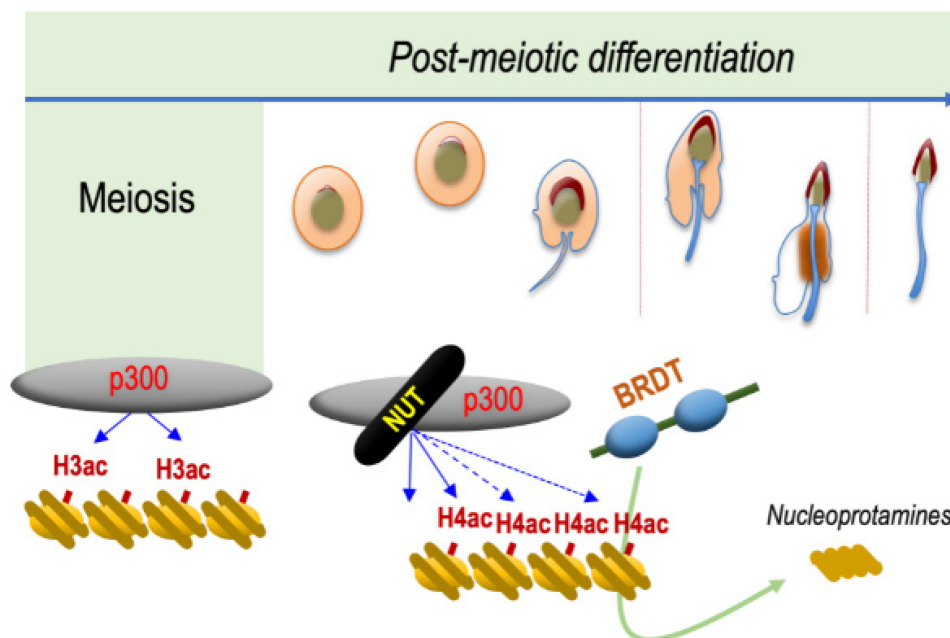 Post-meiotic differentiation
Meiosis
p300
H3ac H3ac
NUT
p300
BRDT
H4ac H4ac H4ac H4ac
Nucleoprotamines